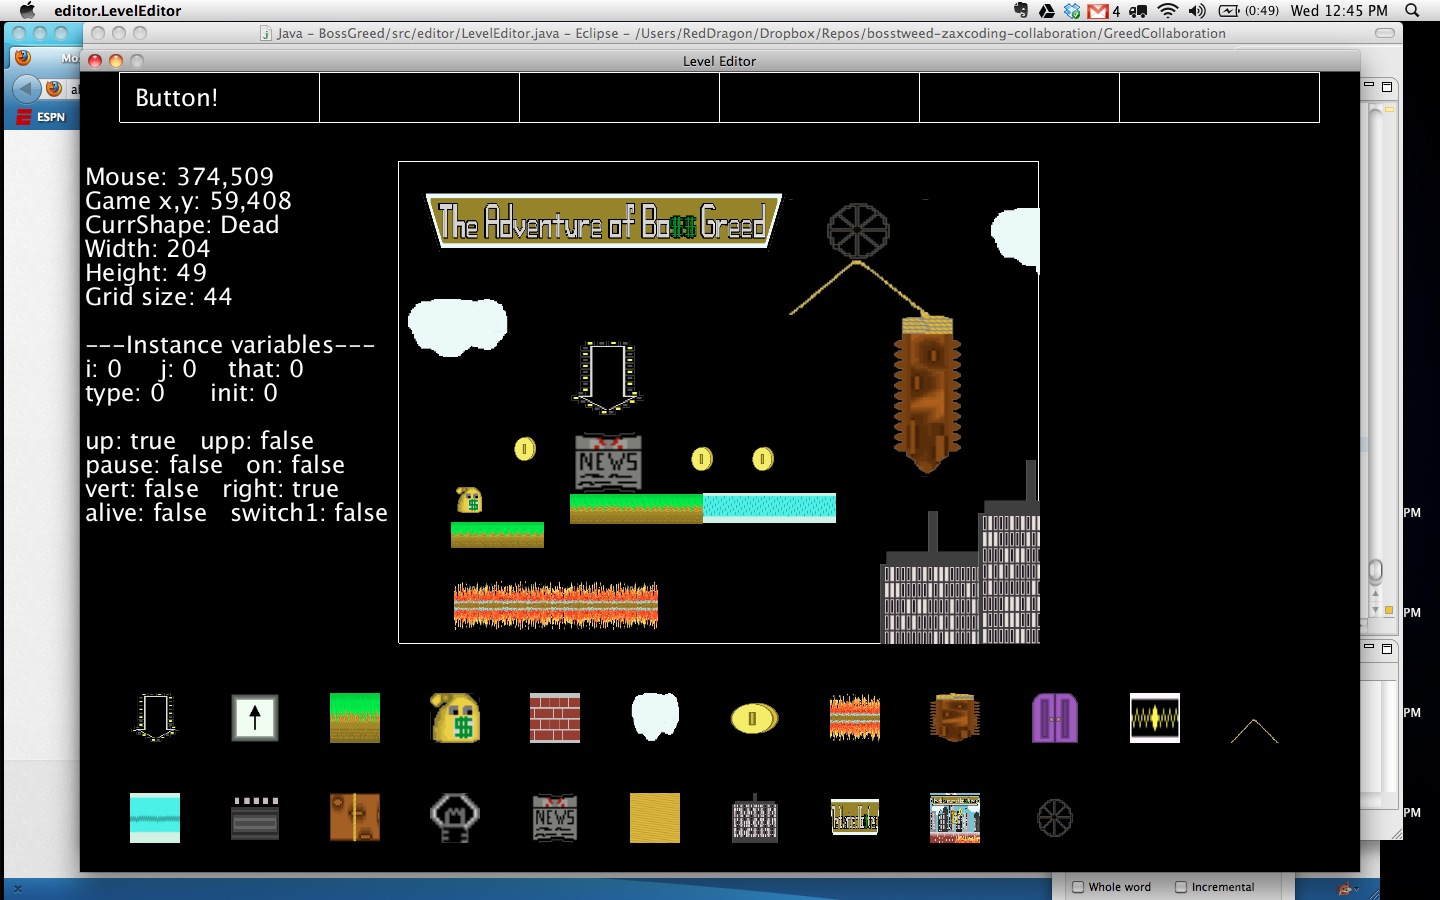 editor.LevelEditor
4
(0:49)
Wed 12:45 PM
Java – BossGreed/src/editor/LevelEditor.java – Eclipse – /Users/RedDragon/Dropbox/Repos/bosstweed-zaxcoding-collaboration/GreedCollaboration
Mo
Level Editor
al
ESPN
Button!
Mouse: 374,509
Game x,y: 59,408
CurrShape: Dead
Width: 204
Height: 49
Grid size: 44
---Instance variables---
i: 0 j: 0 that: 0
type: 0 init: 0
up: true upp: false
pause: false on: false
vert: false right: true
alive: false switch1: false
The Adventure of Bo$$ Greed
NEWS
$
PM
PM
PM
PM
$
NEWS
Whole word
Incremental